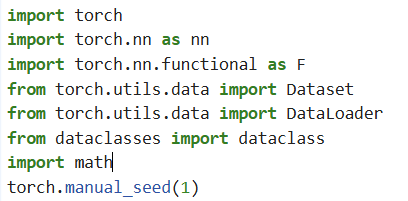 import torch
import torch.nn as nn
import torch.nn.functional as F
from torch.utils.data import Dataset
from torch.utils.data import DataLoader
from dataclasses import dataclass
import math
torch.manual_seed(1)